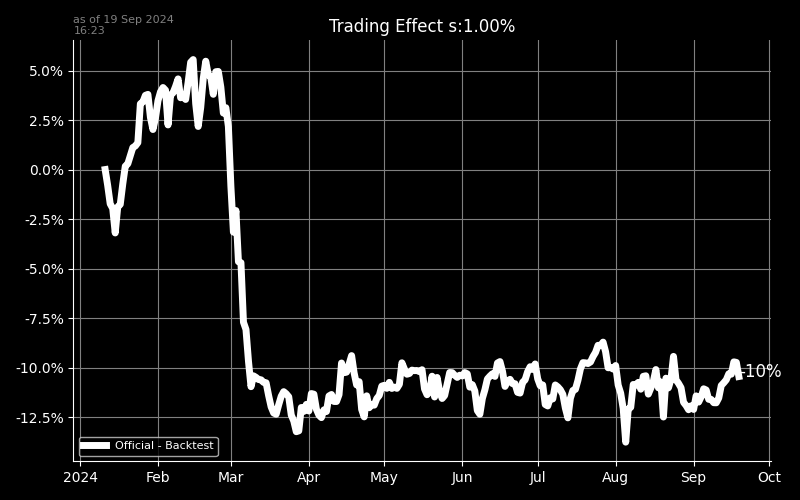 as of 19 Sep 2024
16:23
Trading Effect s:1.00%
5.0%
2.5%
0.0%
-2.5%
-5.0%
-7.5%
-10.0%
-12.5%
-10%
Official - Backtest
2024 Feb Mar Apr May Jun Jul Aug Sep Oct